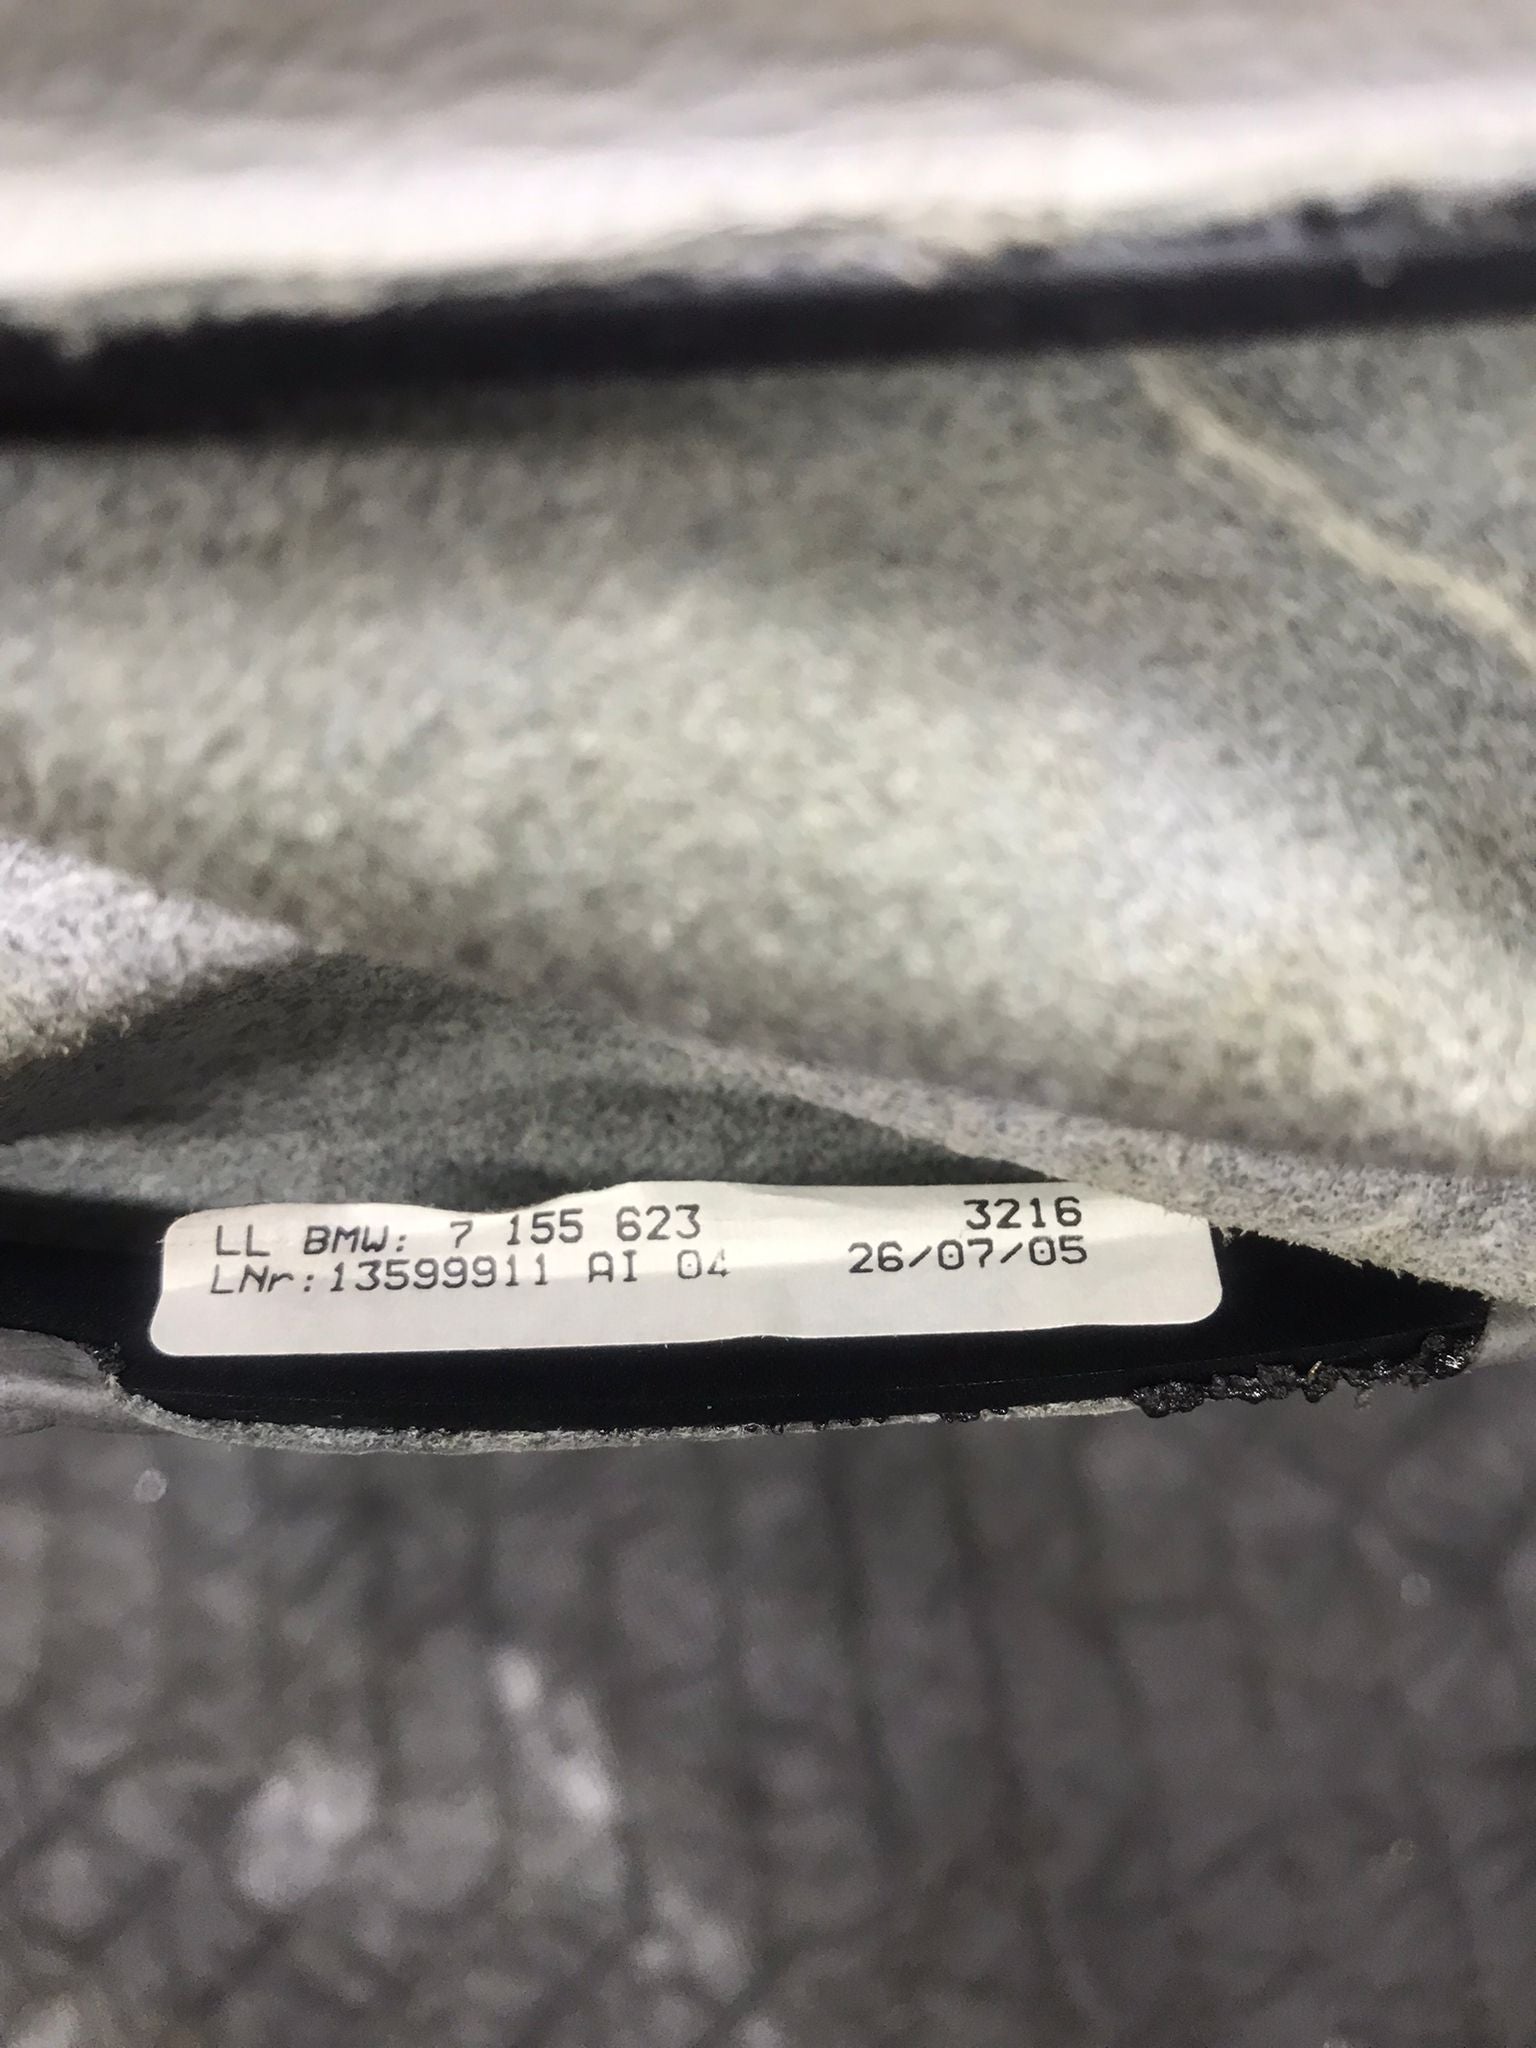 LL BMW: 7 155 623 3216
LNr:13599911 AI 04 26/07/05